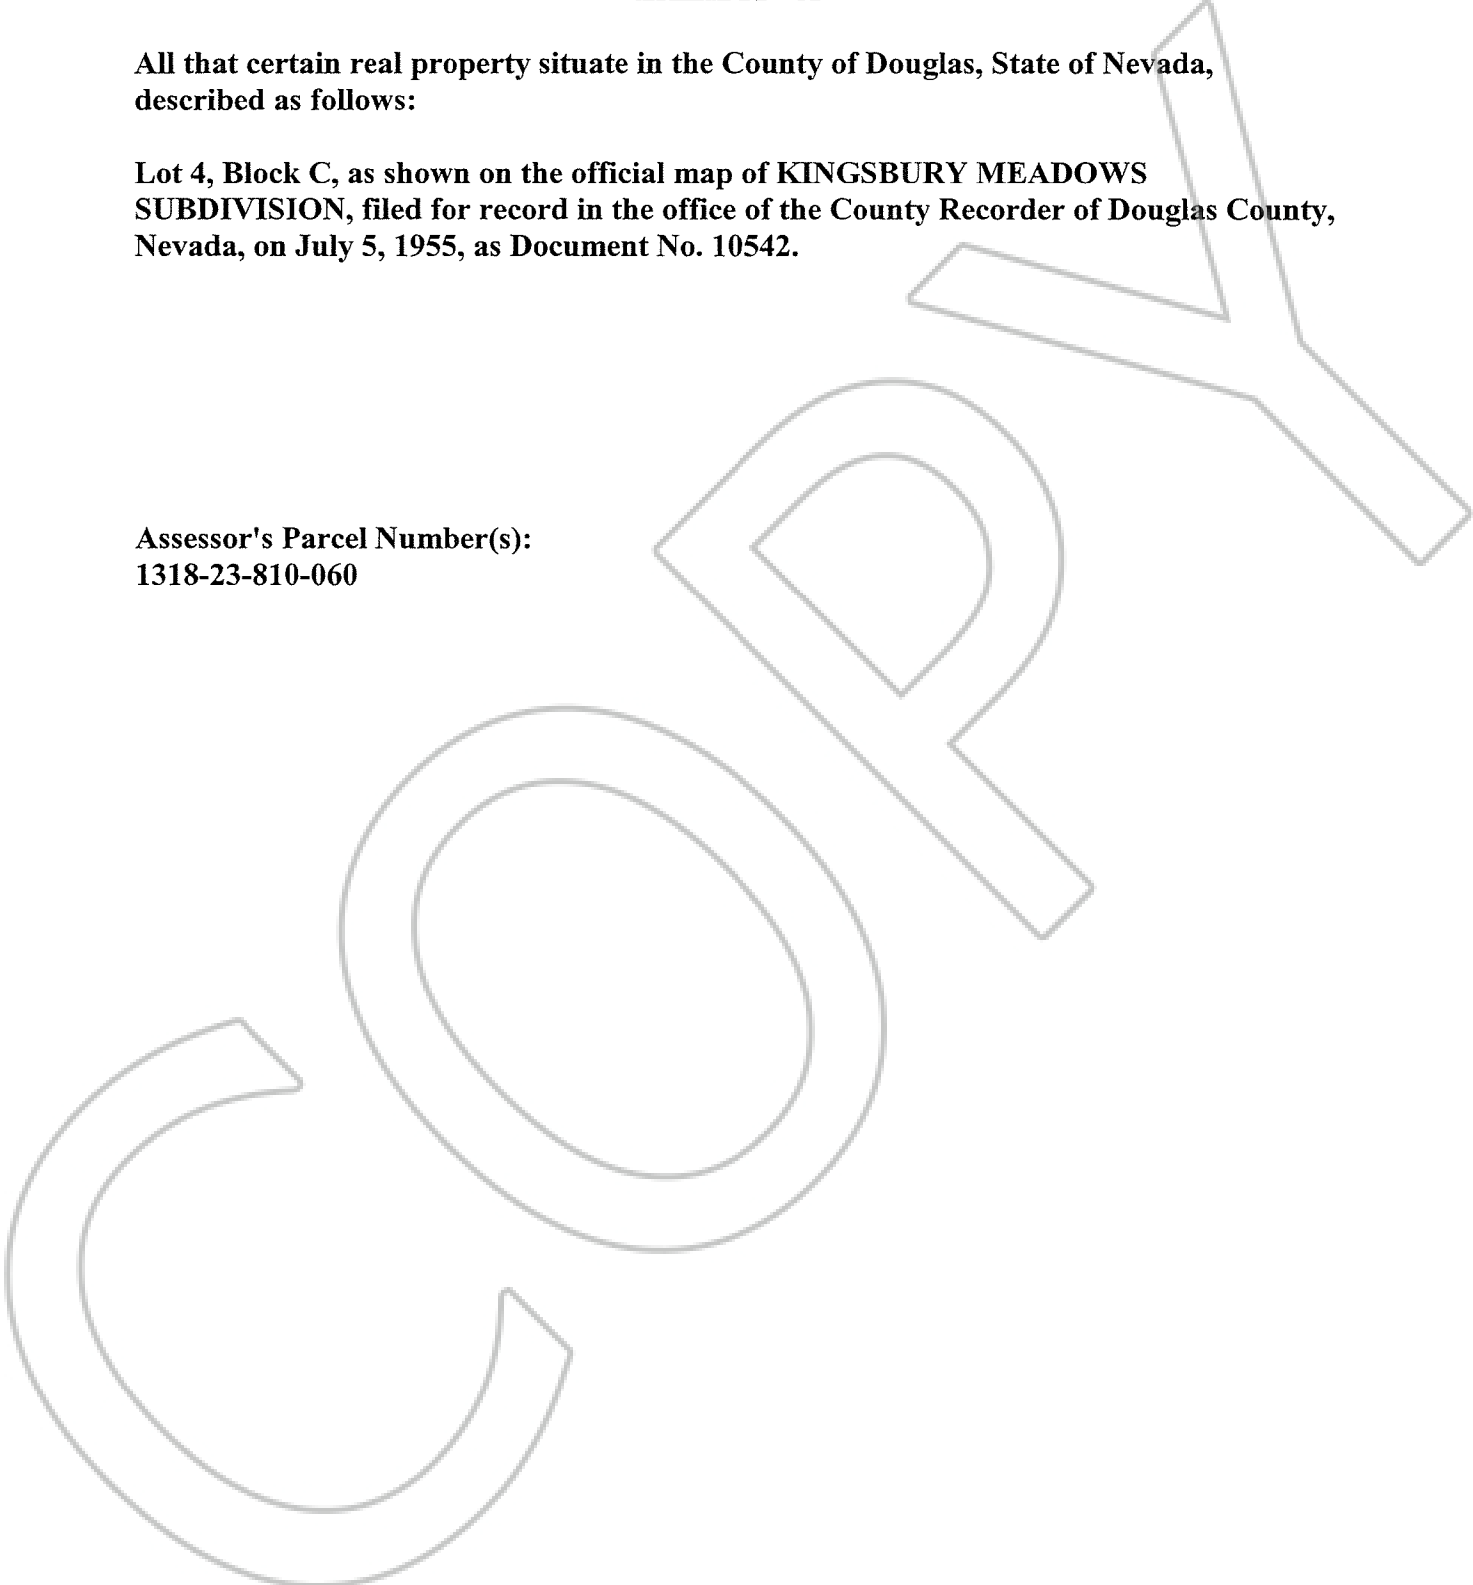 All that certain real property situate in the County of Douglas, State of Nevada,
described as follows:
Lot 4, Block C, as shown on the official map of KINGSBURY MEADOWS
SUBDIVISION, filed for record in the office of the County Recorder of Douglas County,
Nevada, on July 5, 1955, as Document No. 10542.
Assessor's Parcel Number(s):
1318-23-810-060
COPY